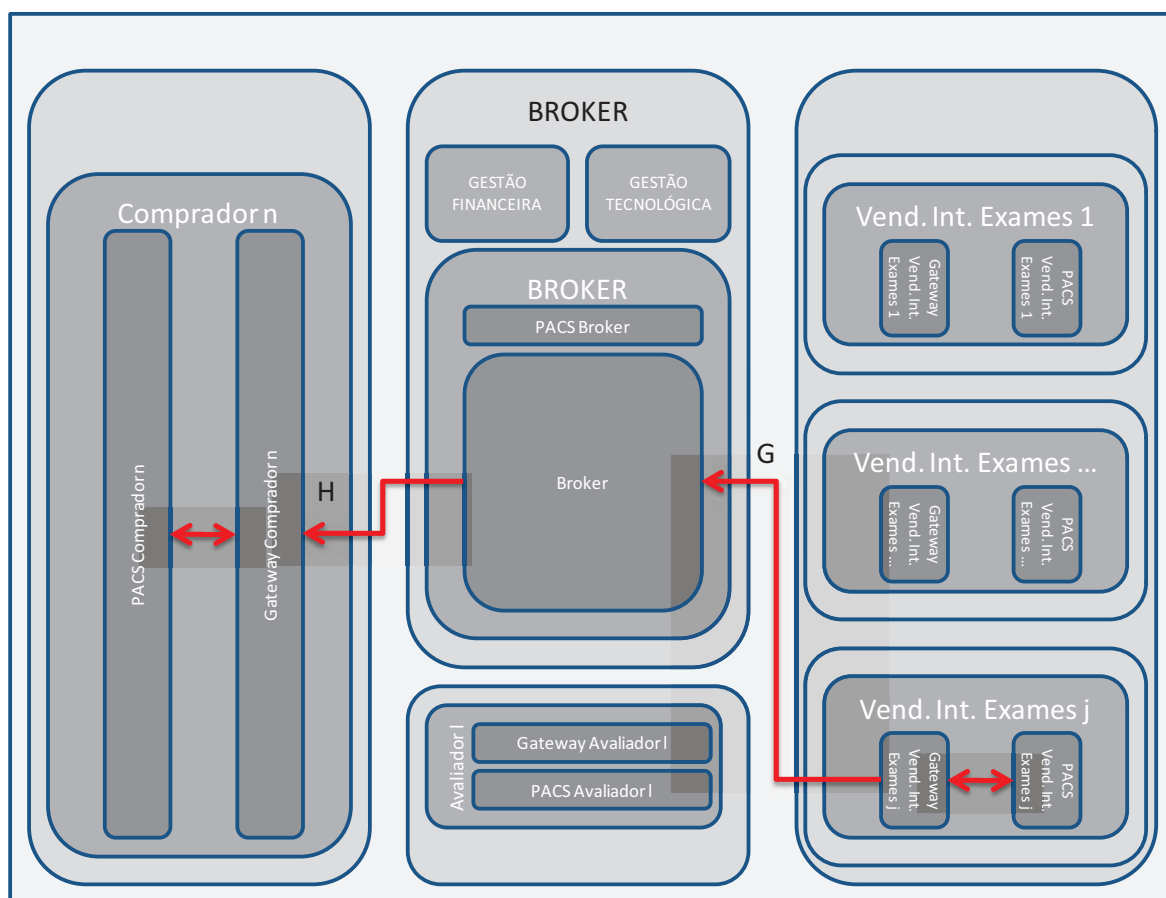 Comprador n
PACS Comprador n
Gateway Comprador n
H
BROKER
GESTÃO
FINANCEIRA
GESTÃO
TECNOLÓGICA
BROKER
PACS Broker
Broker
G
Avaliador l
Gateway Avaliador l
PACS Avaliador l
Vend. Int. Exames 1
Gateway
Vend. Int.
Exames 1
PACS
Vend. Int.
Exames 1
Vend. Int. Exames ...
Gateway
Vend. Int.
Exames ...
PACS
Vend. Int.
Exames ...
Vend. Int. Exames j
Gateway
Vend. Int.
Exames j
PACS
Vend. Int.
Exames j